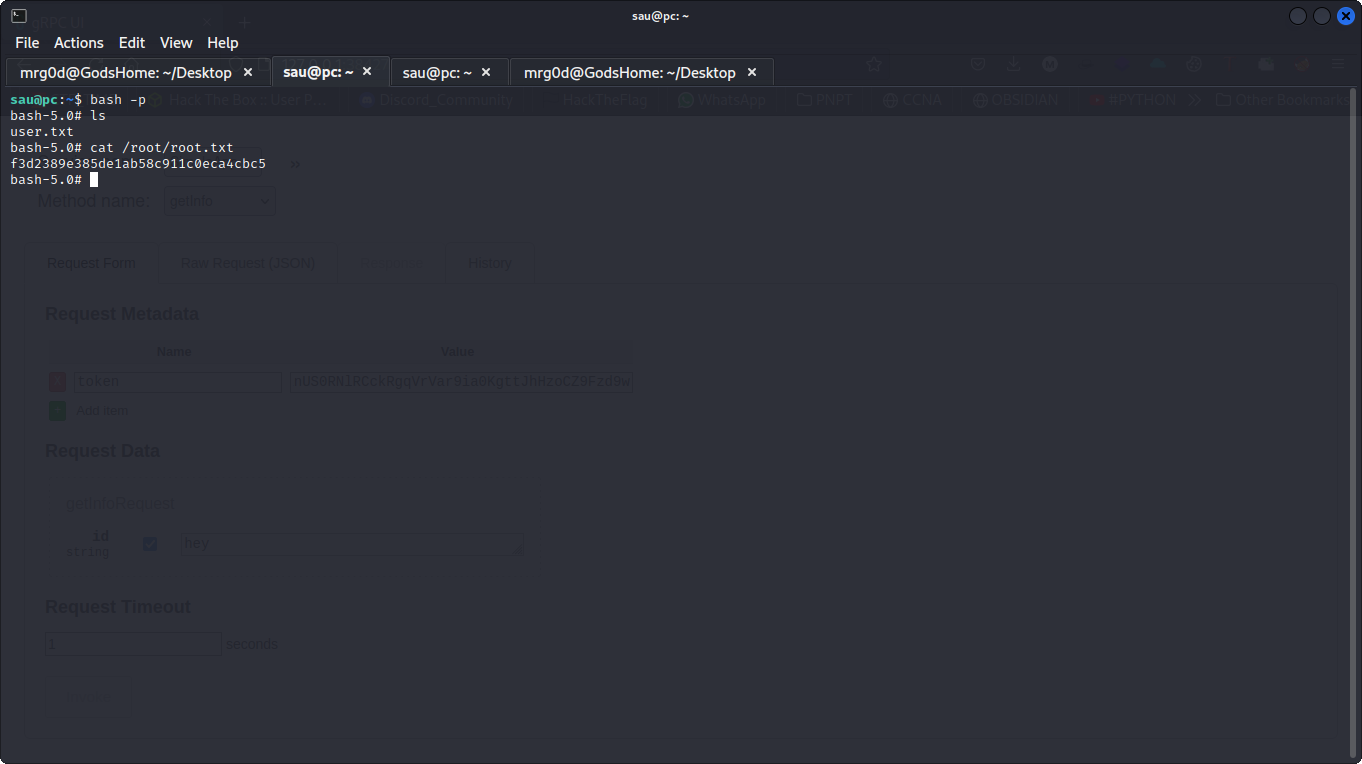 sau@pc: ~
File Actions Edit View Help
mrg0d@GodsHome: ~/Desktop × sau@pc: ~ × sau@pc: ~ × mrg0d@GodsHome: ~/Desktop ×
sau@pc:~$ bash -p
Hack The Box :: User P... Discord_Community HackTheFlag WhatsApp PNPT CCNA OBSIDIAN #PYTHON Other Bookmarks
bash-5.0# ls
user.txt
bash-5.0# cat /root/root.txt
f3d2389e385de1ab58c911c0eca4cbc5
bash-5.0#
Method name: getInfo
Request Form Raw Request (JSON) History
Request Metadata
Name Value
token
Add item
Request Data
getInfoRequest
id
string
hey
Request Timeout
1 seconds